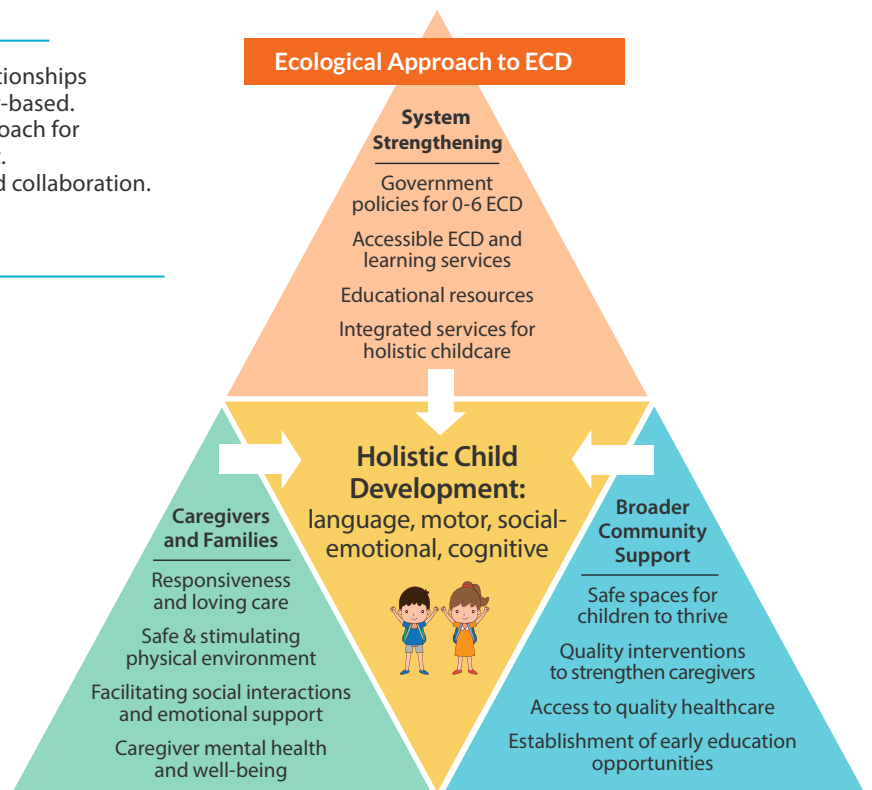 tionships
-based.
oach for
.
d collaboration.
Ecological Approach to ECD
System
Strengthening
Government
policies for 0-6 ECD
Accessible ECD and
learning services
Educational resources
Integrated services for
holistic childcare
Holistic Child
Development:
language, motor, social-
emotional, cognitive
Caregivers
and Families
Responsiveness
and loving care
Safe & stimulating
physical environment
Facilitating social interactions
and emotional support
Caregiver mental health
and well-being
Broader
Community
Support
Safe spaces for
children to thrive
Quality interventions
to strengthen caregivers
Access to quality healthcare
Establishment of early education
opportunities